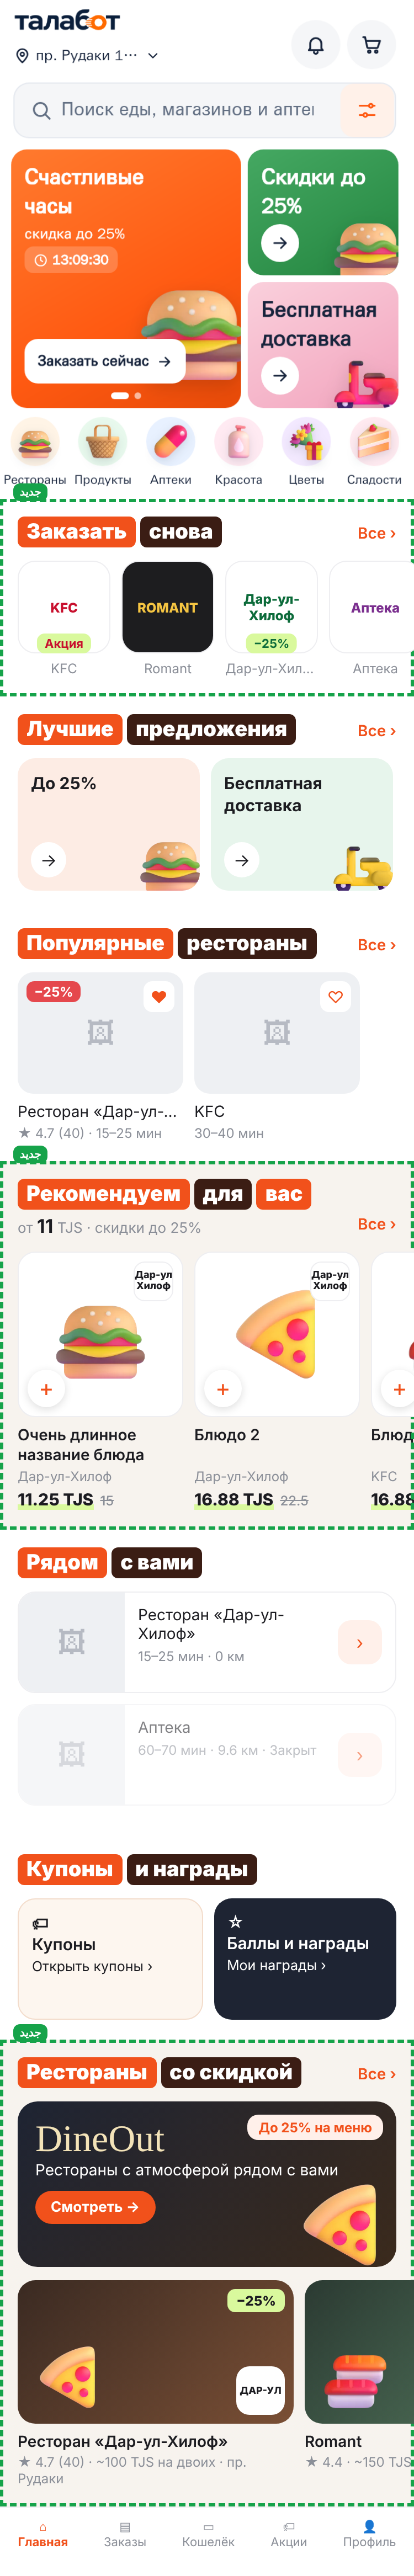 талабот
пр. Рудаки 1...
Поиск еды, магазинов и аптек
Счастливые
часы
скидка до 25%
13:09:30
Заказать сейчас →
Скидки до
25%
→
Бесплатная
доставка
→
Рестораны Продукты Аптеки Красота Цветы Сладости
جديد
Заказать снова
Все ›
KFC
Акция
KFC
ROMANT
Romant
Дар-ул-
Хилоф
−25%
Дар-ул-Хил...
Аптека
Аптека
Лучшие предложения
Все ›
До 25%
→
Бесплатная
доставка
→
Популярные рестораны
Все ›
−25%
Ресторан «Дар-ул-...
★ 4.7 (40) · 15–25 мин
KFC
30–40 мин
جديد
Рекомендуем для вас
от 11 TJS · скидки до 25%
Все ›
Дар-ул
Хилоф
+
Очень длинное
название блюда
Дар-ул-Хилоф
11.25 TJS 15
Дар-ул
Хилоф
+
Блюдо 2
Дар-ул-Хилоф
16.88 TJS 22.5
+
Блюд
KFC
16.88
Рядом с вами
Ресторан «Дар-ул-
Хилоф»
15–25 мин · 0 км
›
Аптека
60–70 мин · 9.6 км · Закрыт
›
Купоны и награды
Купоны
Открыть купоны ›
☆
Баллы и награды
Мои награды ›
جديد
Рестораны со скидкой
Все ›
До 25% на меню
DineOut
Рестораны с атмосферой рядом с вами
Смотреть →
−25%
ДАР-УЛ
Ресторан «Дар-ул-Хилоф»
★ 4.7 (40) · ~100 TJS на двоих · пр.
Рудаки
Romant
★ 4.4 · ~150 TJS
Главная Заказы Кошелёк Акции Профиль